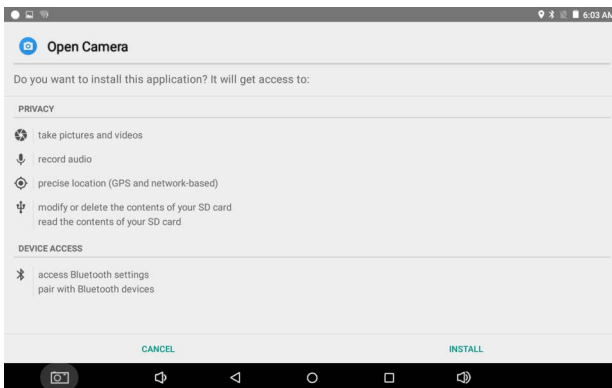 6:03 AM
Open Camera
Do you want to install this application? It will get access to:
PRIVACY
take pictures and videos
record audio
precise location (GPS and network-based)
modify or delete the contents of your SD card
read the contents of your SD card
DEVICE ACCESS
access Bluetooth settings
pair with Bluetooth devices
CANCEL
INSTALL